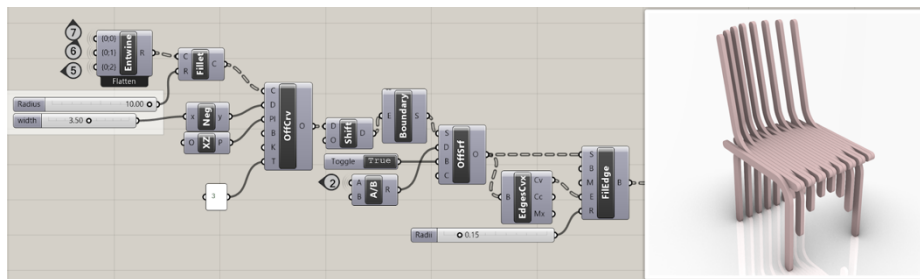 7
6
5
{0;0}
{0;1}
{0;2}
Entwine
R
Flatten
C
R
Fillet
C
Radius
10.00
width
3.50
x
Neg
y
O
XZ
P
3
C
D
Pl
B
K
T
OffCrv
O
D
O
Shift
D
E
Boundary
S
Toggle
True
2
A
B
A/B
R
S
D
B
C
OffSrf
O
B
EdgesCvx
Cv
Cc
Mx
Radii
0.15
S
B
M
E
R
FilEdge
B